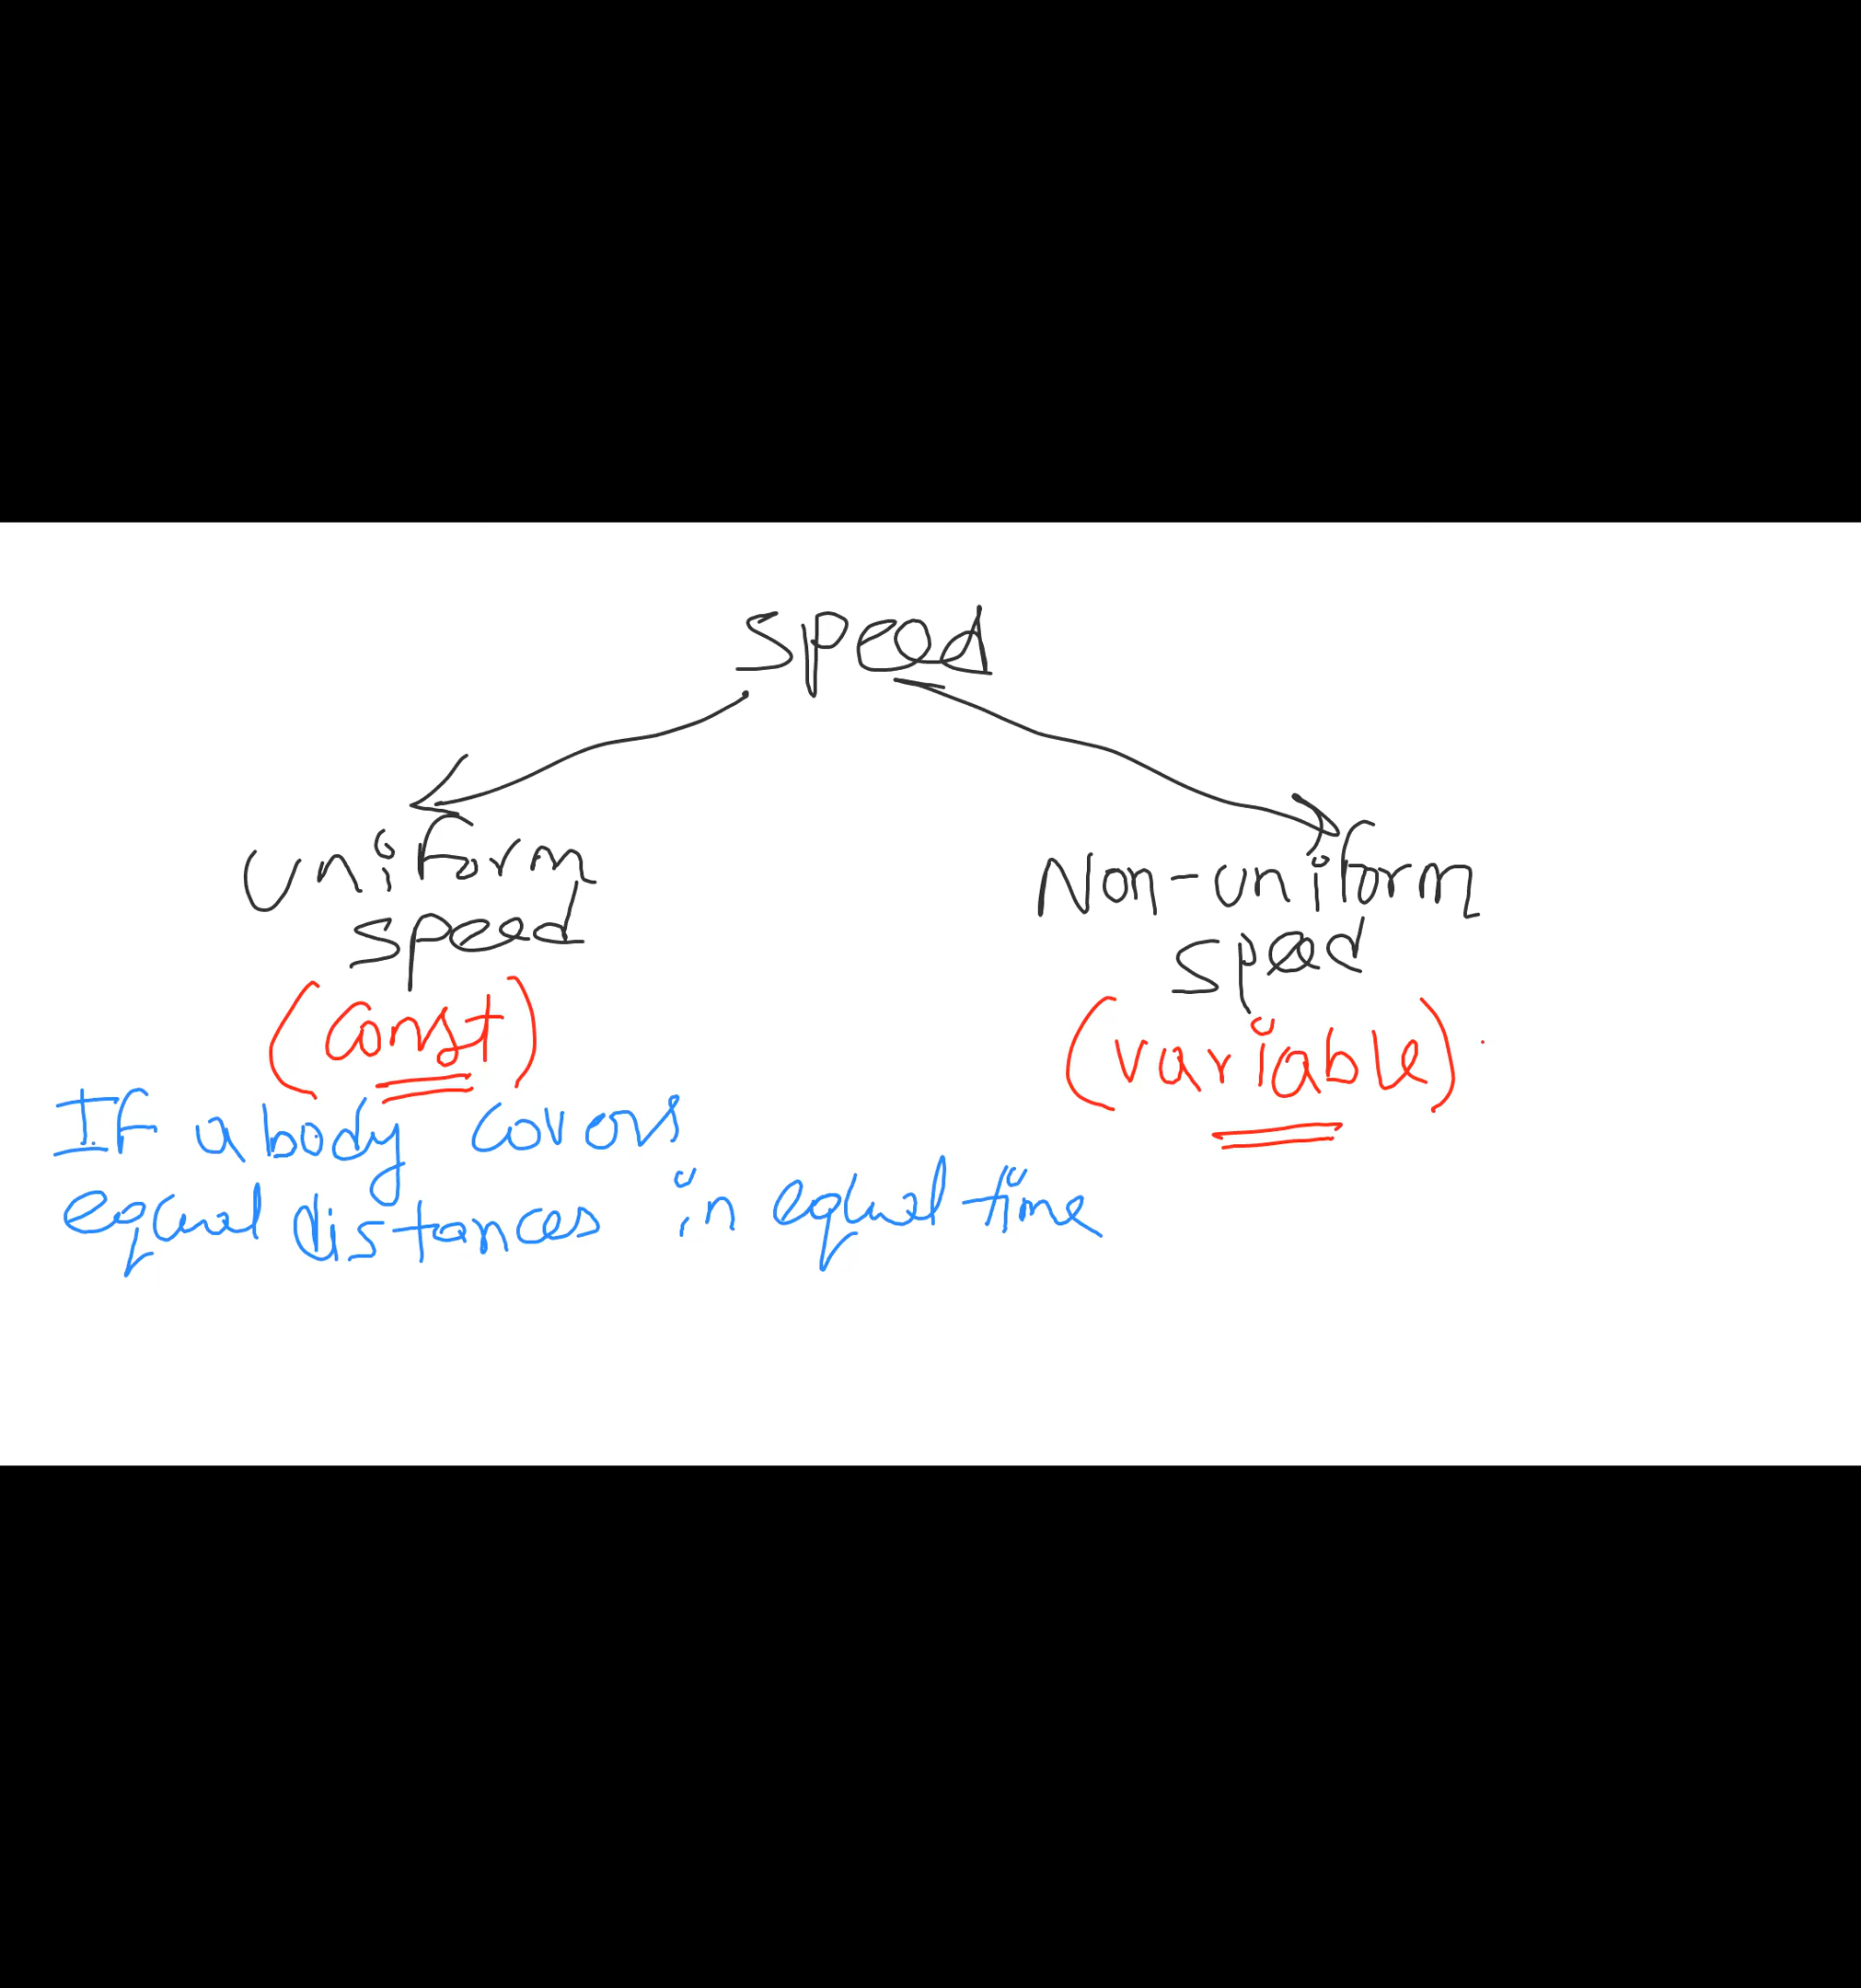 Speed
Uniform
speed
(Const)
Non-uniform
Speed
(Variable)
If a body covers
equal distances in equal time